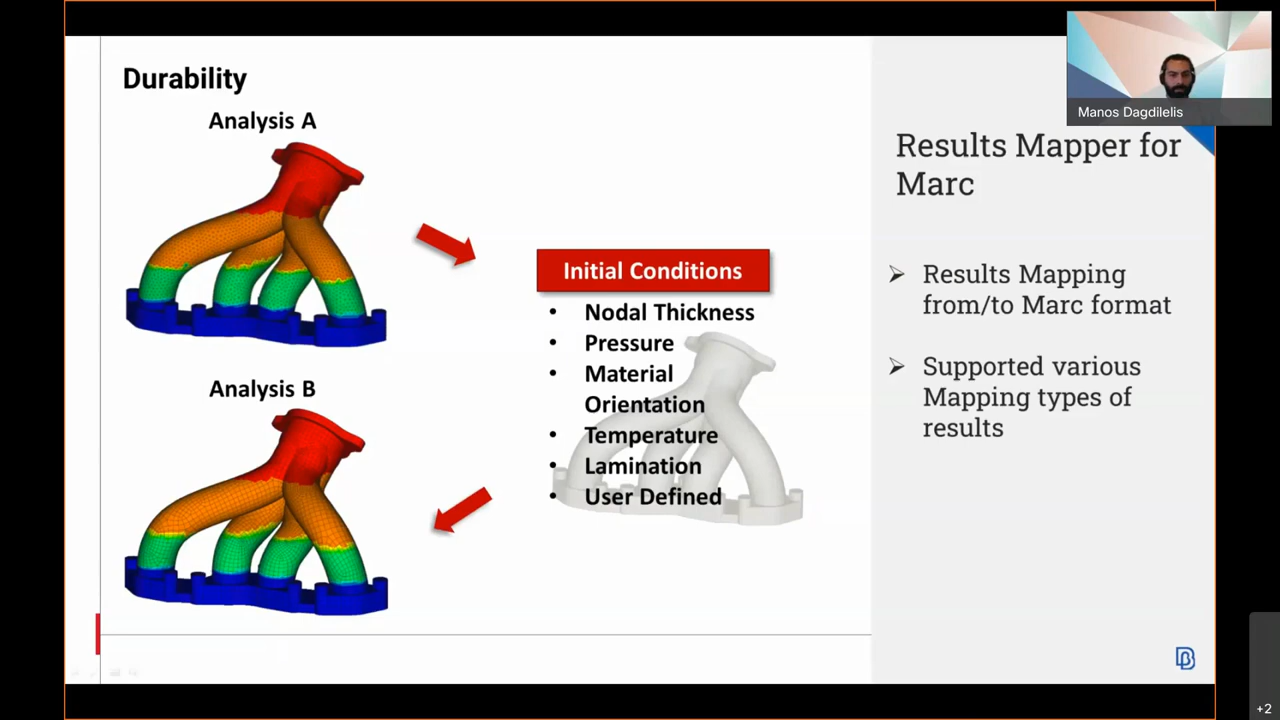 Durability
Analysis A
Initial Conditions
• Nodal Thickness
• Pressure
• Material
Orientation
• Temperature
• Lamination
• User Defined
Analysis B
Results Mapper for
Marc
➢ Results Mapping
from/to Marc format
➢ Supported various
Mapping types of
results
Manos Dagdilelis
+2